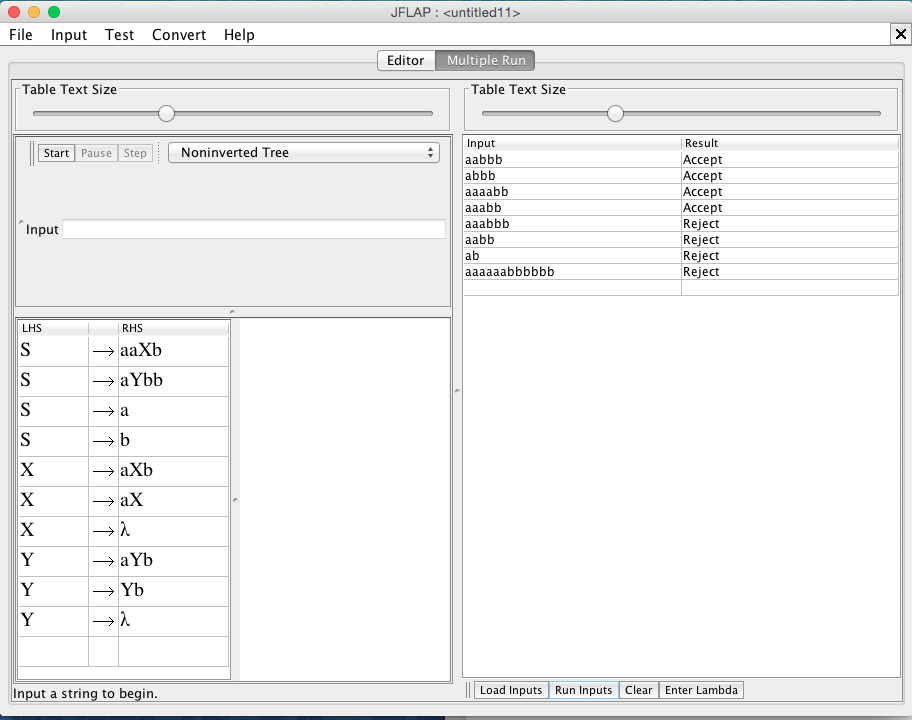 JFLAP : <untitled11>
File Input Test Convert Help
Editor Multiple Run
Table Text Size
Start Pause Step Noninverted Tree
Input
LHS RHS
S → aaXb
S → aYbb
S → a
S → b
X → aXb
X → aX
X → λ
Y → aYb
Y → Yb
Y → λ
Input a string to begin.
Table Text Size
Input Result
aabbb Accept
abbb Accept
aaaabb Accept
aaabb Accept
aaabbb Reject
aabb Reject
ab Reject
aaaaaabbbbbb Reject
Load Inputs Run Inputs Clear Enter Lambda